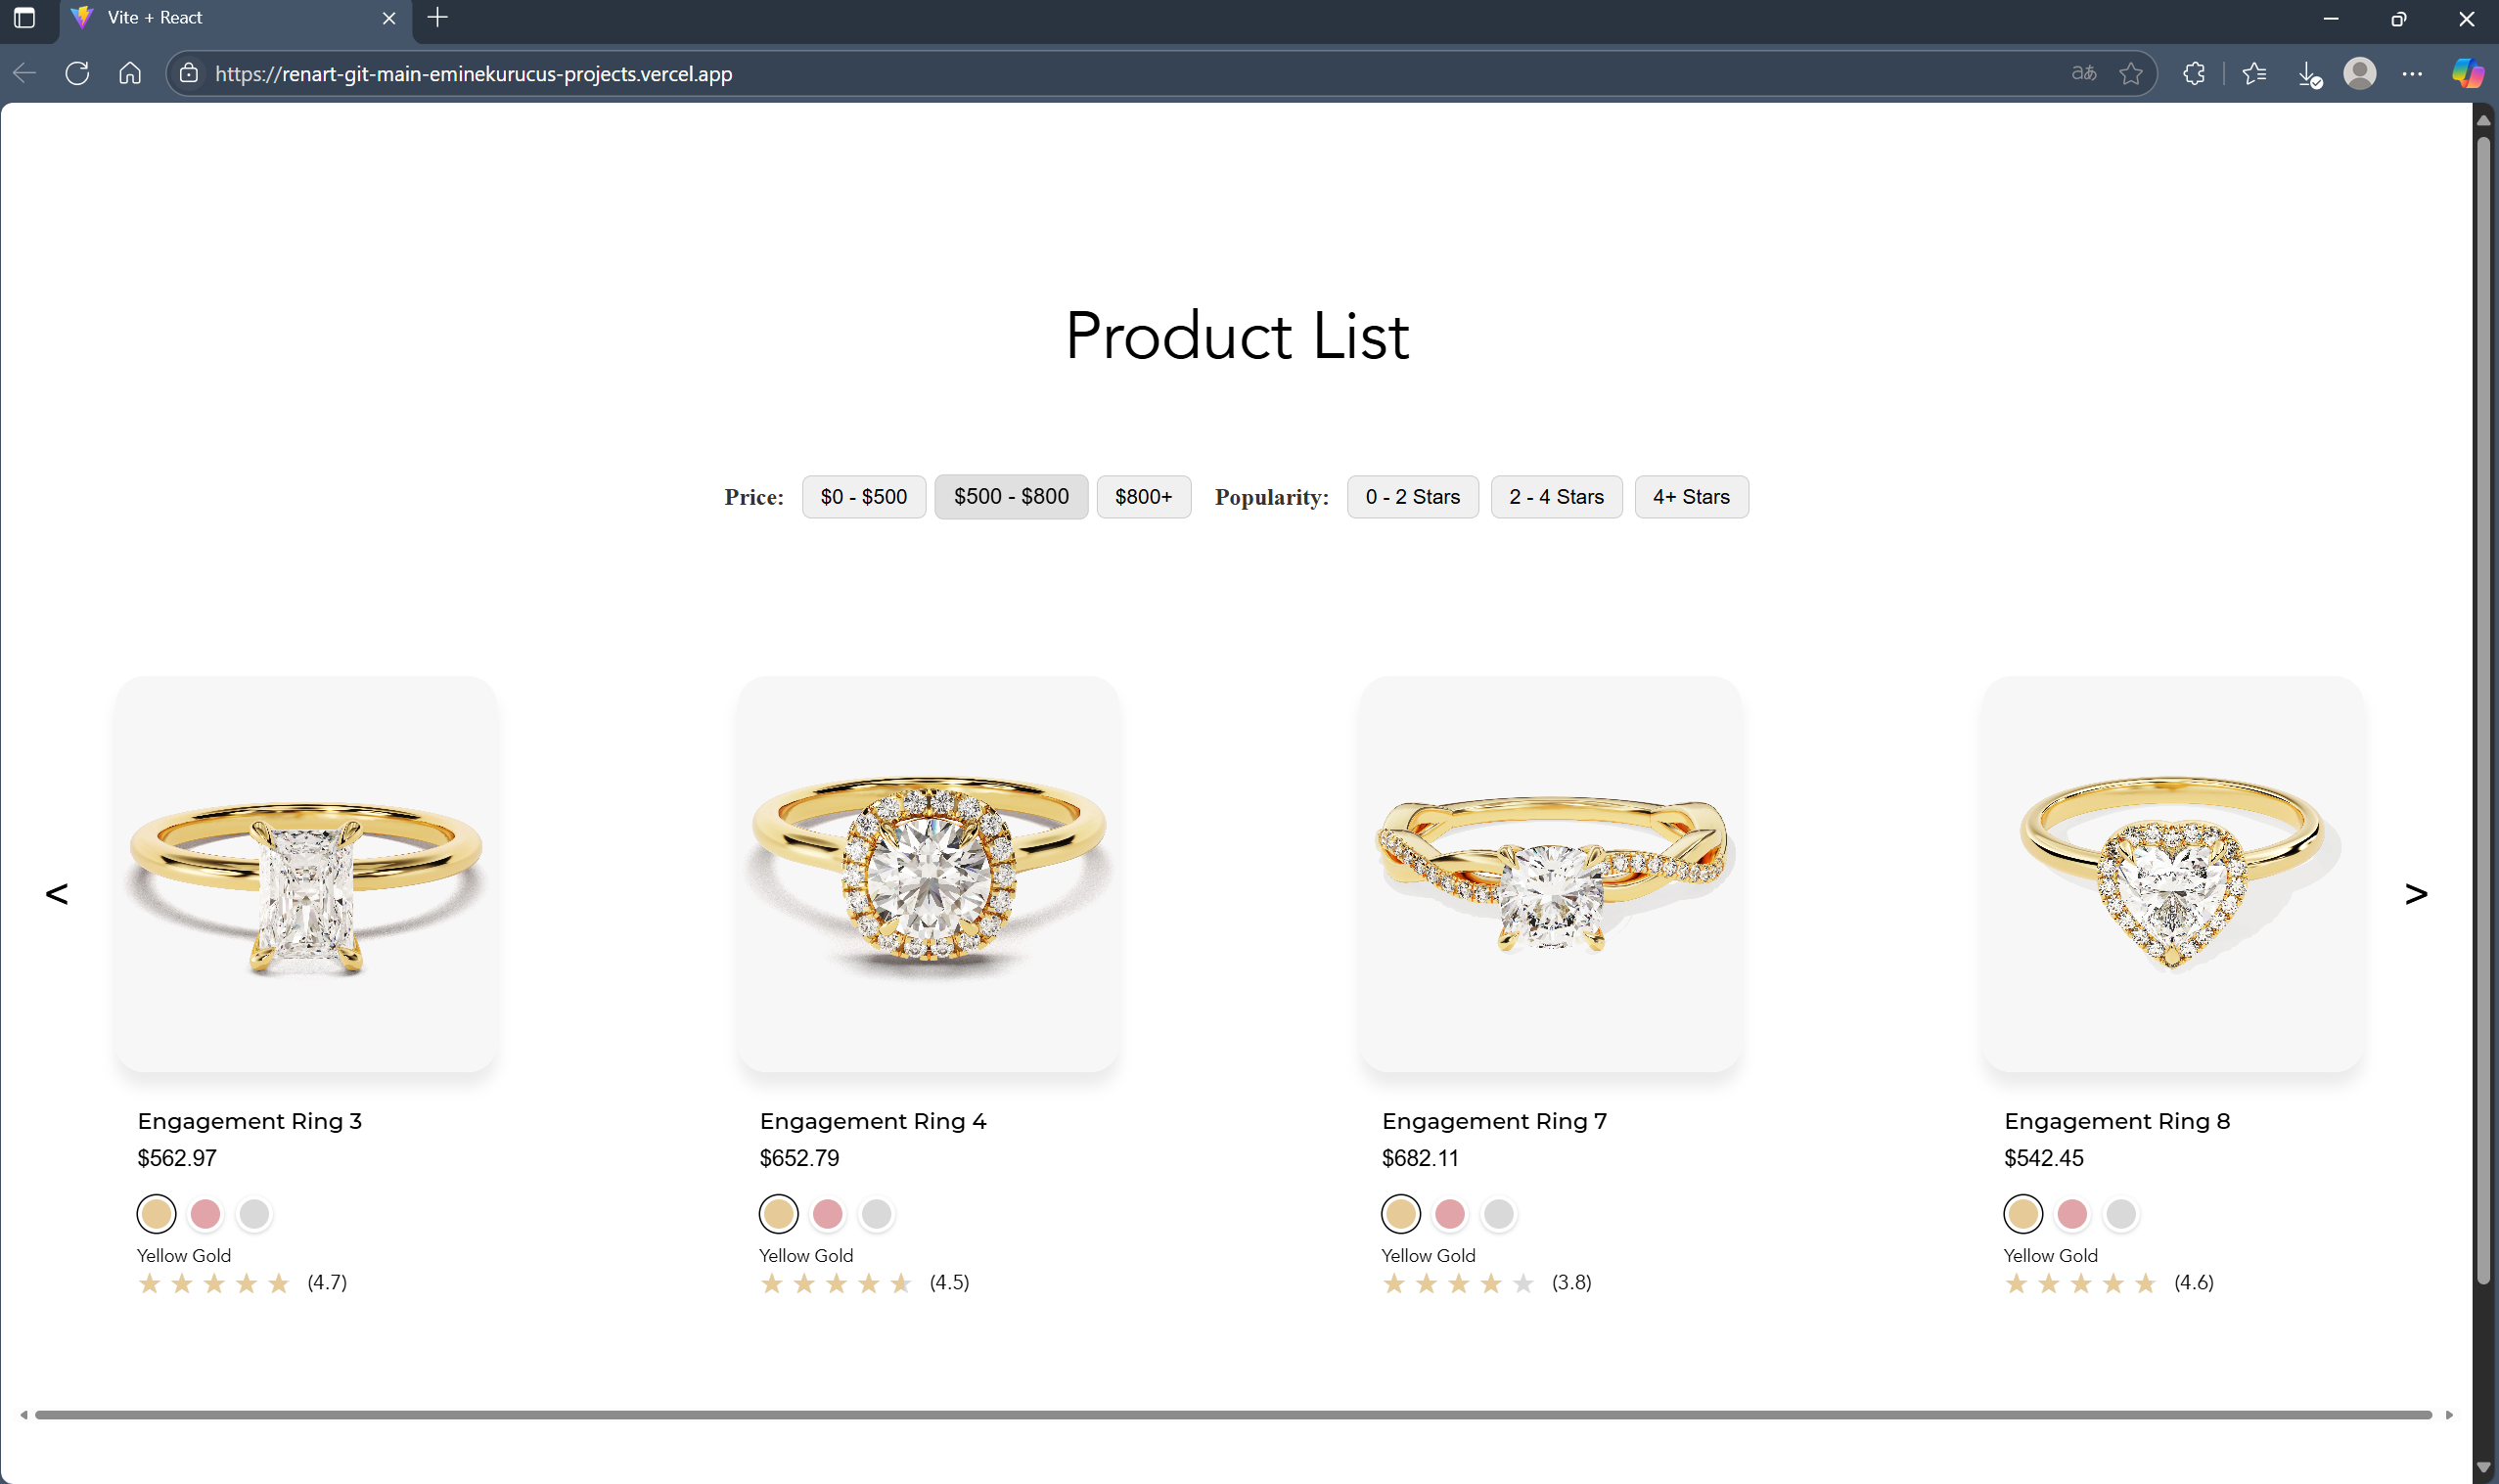 Vite + React
https://renart-git-main-eminekurucus-projects.vercel.app
aあ
Product List
Price: $0 - $500 $500 - $800 $800+ Popularity: 0 - 2 Stars 2 - 4 Stars 4+ Stars
< >
Engagement Ring 3
$562.97
Yellow Gold
(4.7)
Engagement Ring 4
$652.79
Yellow Gold
(4.5)
Engagement Ring 7
$682.11
Yellow Gold
(3.8)
Engagement Ring 8
$542.45
Yellow Gold
(4.6)